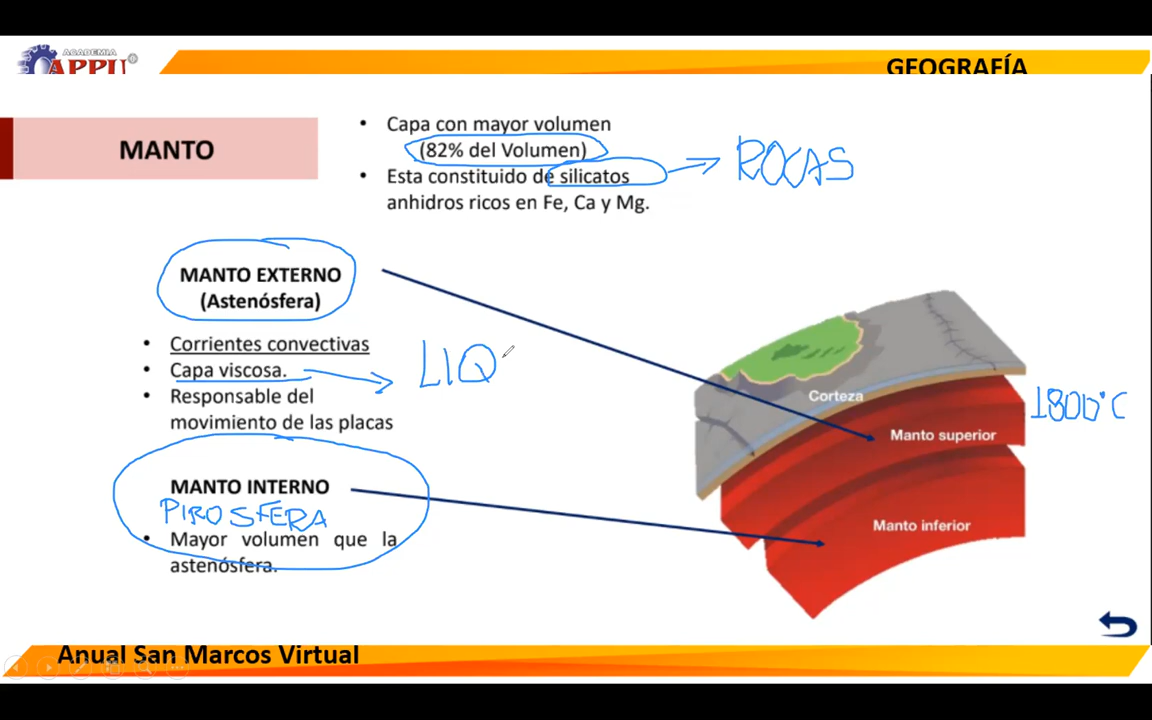 ACADEMIA
APPU
GEOGRAFÍA
MANTO
• Capa con mayor volumen
(82% del Volumen)
• Esta constituido de silicatos
anhidros ricos en Fe, Ca y Mg.
ROCAS
MANTO EXTERNO
(Astenósfera)
• Corrientes convectivas
• Capa viscosa.
• Responsable del
movimiento de las placas
LIQ
MANTO INTERNO
PIROSFERA
• Mayor volumen que la
astenósfera.
Corteza
1800°C
Manto superior
Manto inferior
Anual San Marcos Virtual